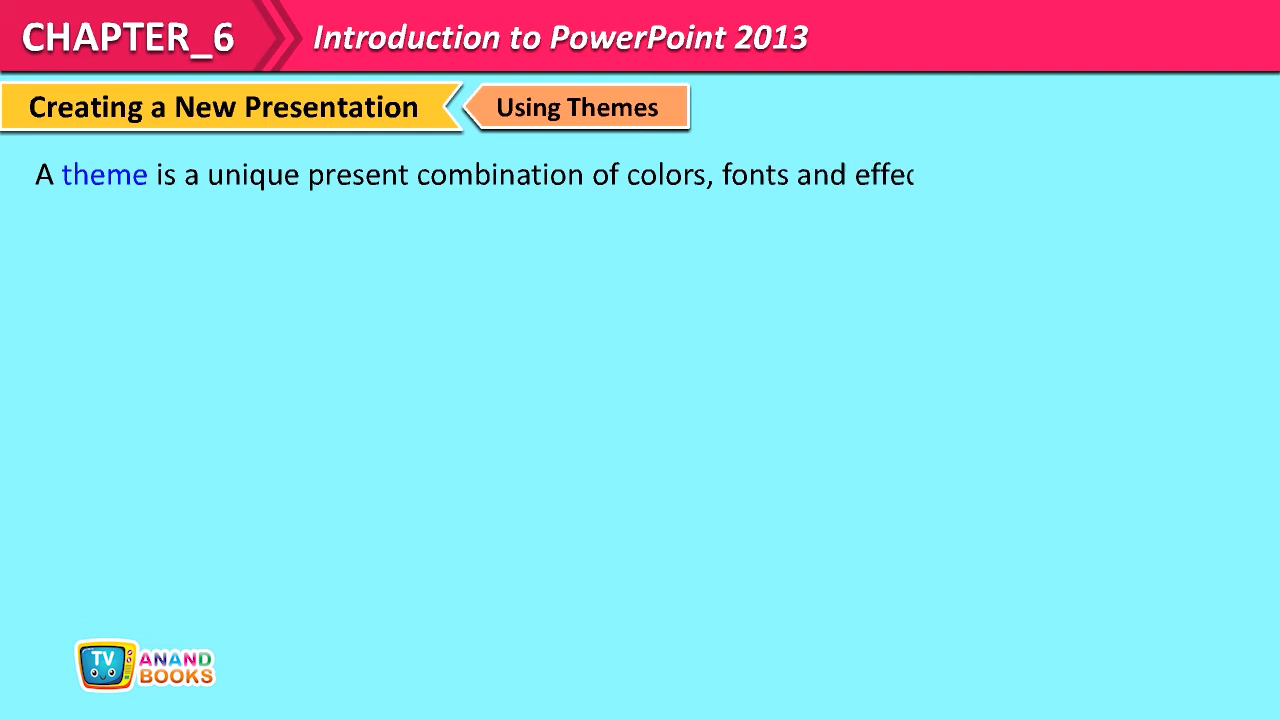 CHAPTER_6
Introduction to PowerPoint 2013
Creating a New Presentation
Using Themes
A theme is a unique present combination of colors, fonts and effec
TV
ANAND
BOOKS